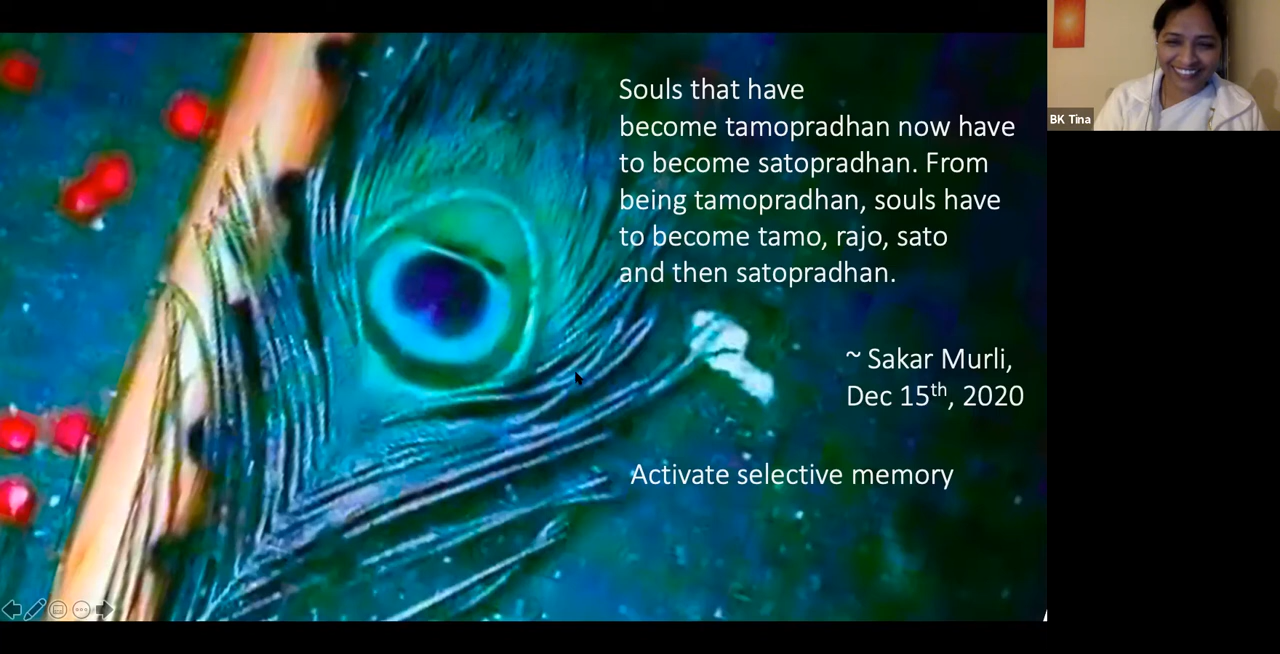 Souls that have
become tamopradhan now have
to become satopradhan. From
being tamopradhan, souls have
to become tamo, rajo, sato
and then satopradhan.
~ Sakar Murli,
Dec 15th, 2020
Activate selective memory
BK Tina